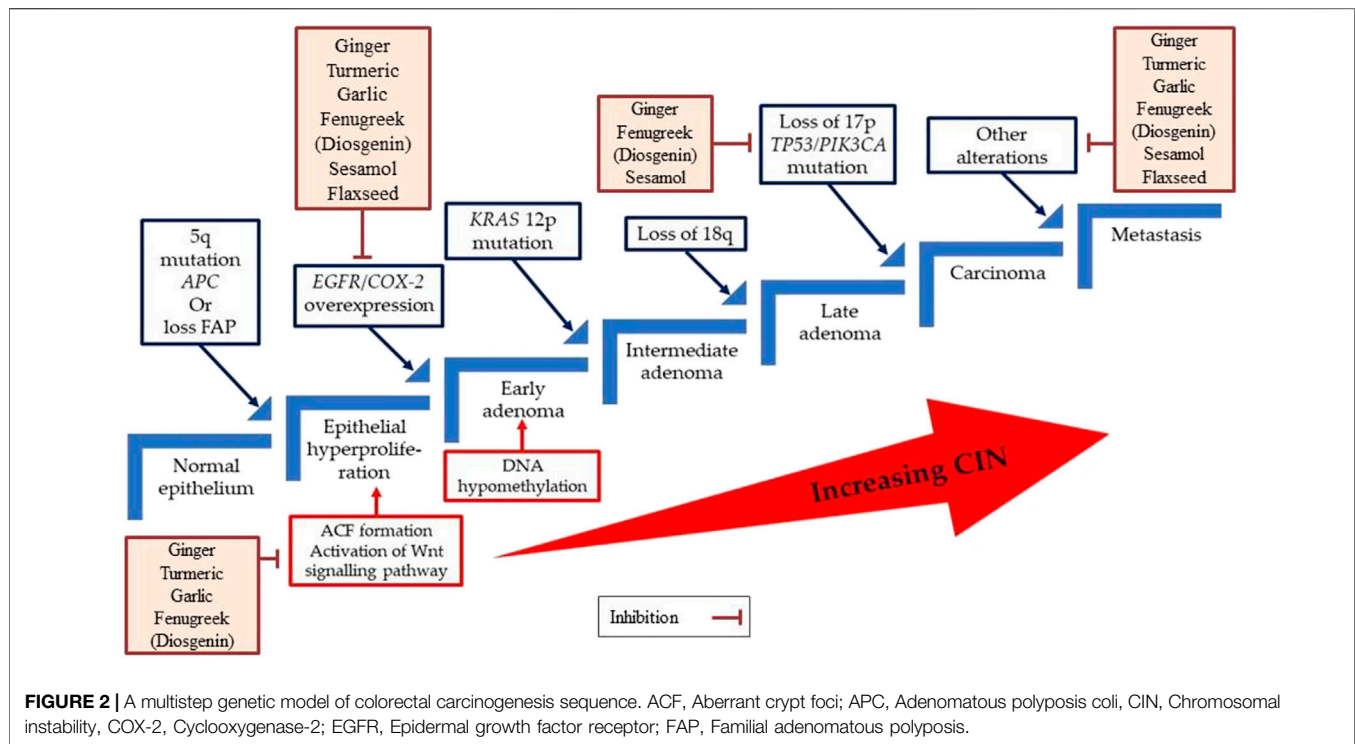 Ginger
Turmeric
Garlic
Fenugreek
(Diosgenin)
Sesamol
Flaxseed
Ginger
Fenugreek
(Diosgenin)
Sesamol
Loss of 17p
TP53/PIK3CA
mutation
Other
alterations
Ginger
Turmeric
Garlic
Fenugreek
(Diosgenin)
Sesamol
Flaxseed
5q
mutation
APC
Or
loss FAP
EGFR/COX-2
overexpression
KRAS 12p
mutation
Loss of 18q
Normal
epithelium
Epithelial
hyperprolife-
ration
Early
adenoma
Intermediate
adenoma
Late
adenoma
Carcinoma
Metastasis
DNA
hypomethylation
ACF formation
Activation of Wnt
signalling pathway
Ginger
Turmeric
Garlic
Fenugreek
(Diosgenin)
Increasing CIN
Inhibition
FIGURE 2 | A multistep genetic model of colorectal carcinogenesis sequence. ACF, Aberrant crypt foci; APC, Adenomatous polyposis coli, CIN, Chromosomal
instability, COX-2, Cyclooxygenase-2; EGFR, Epidermal growth factor receptor; FAP, Familial adenomatous polyposis.